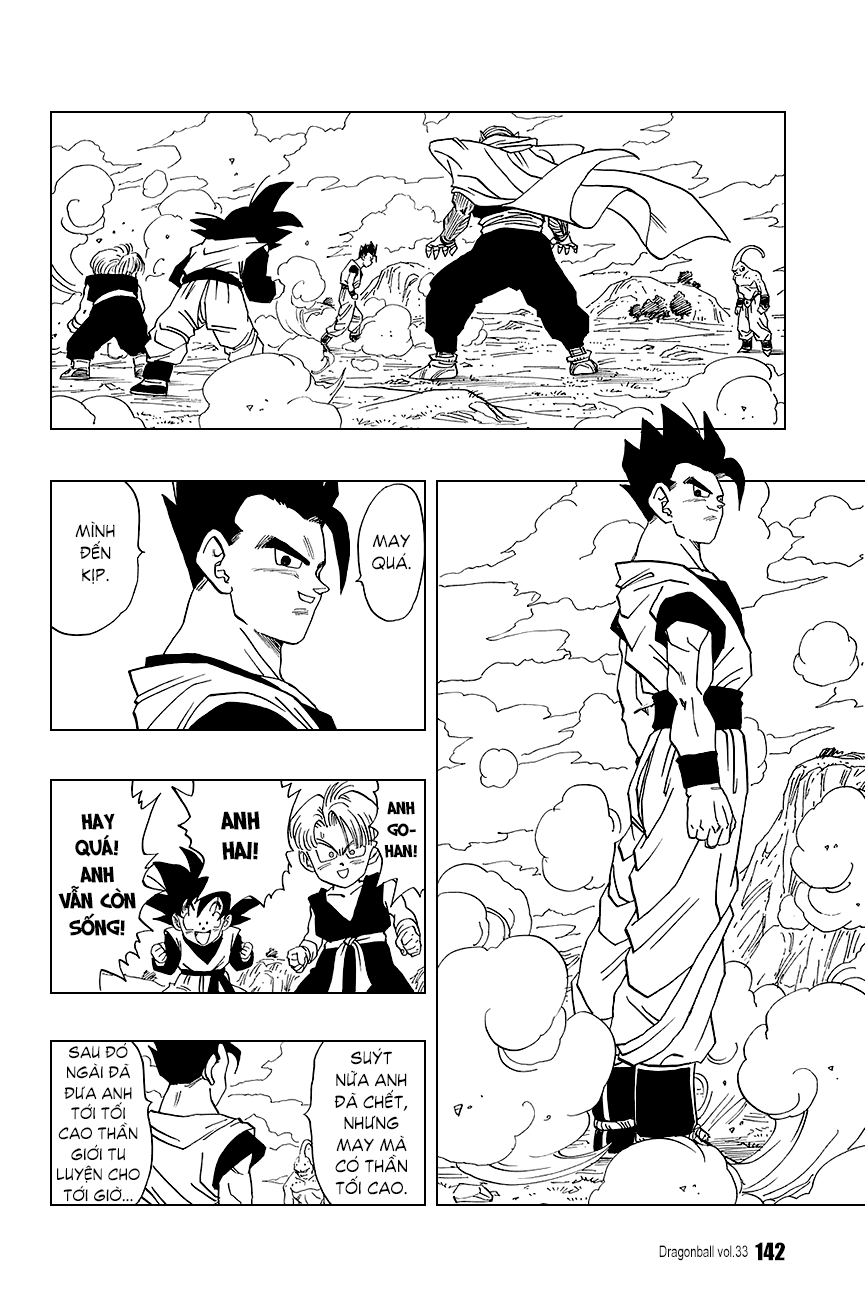 MAY
QUÁ.
MÌNH
ĐẾN
KỊP.
ANH
GO-
HAN!
ANH
HAI!
HAY
QUÁ!
ANH
VẪN CÒN
SỐNG!
SUÝT
NỮA ANH
ĐÃ CHẾT,
NHƯNG
MAY MÀ
CÓ THẦN
TỐI CAO.
SAU ĐÓ
NGÀI ĐÃ
ĐƯA ANH
TỚI TỐI
CAO THẦN
GIỚI TU
LUYỆN CHO
TỚI GIỜ...
Dragonball vol.33 142